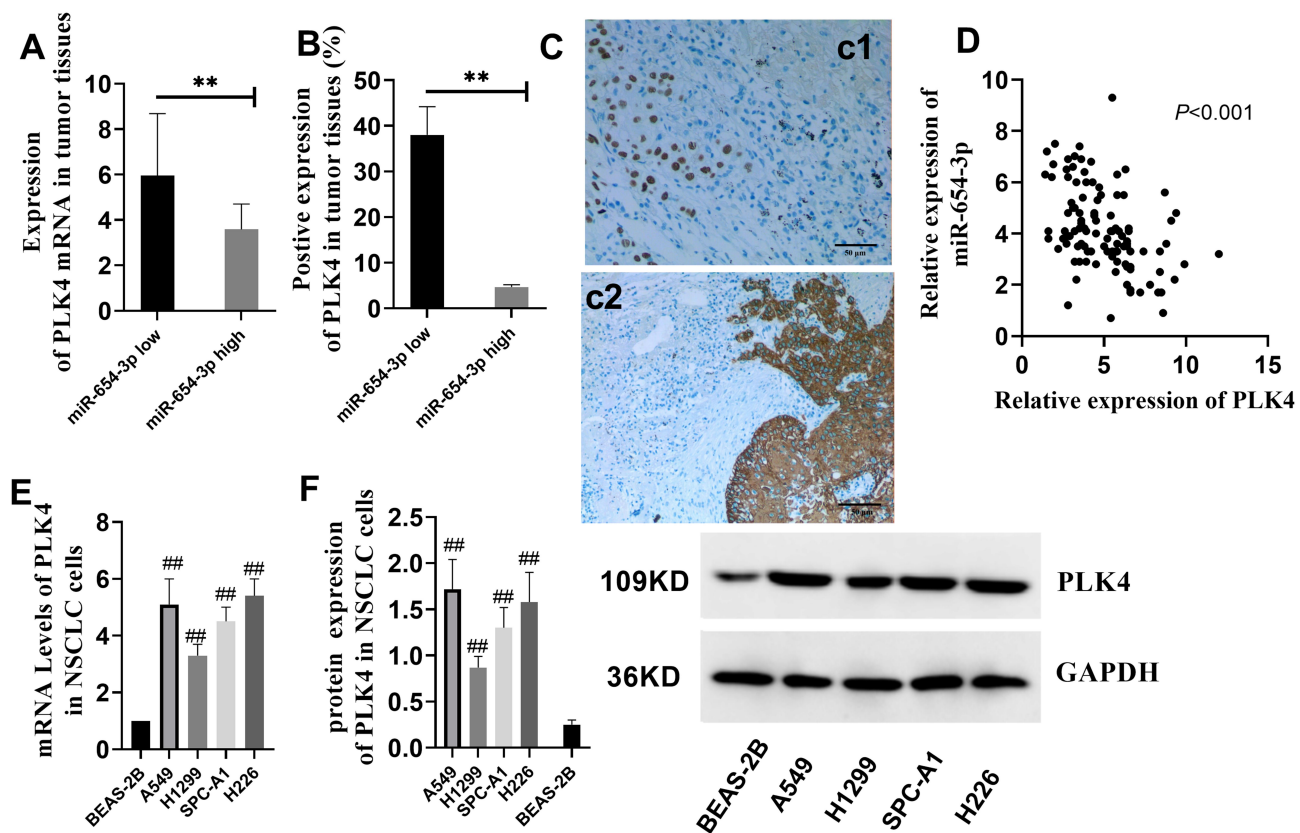 A
Expression
of PLK4 mRNA in tumor tissues
10
8
6
4
2
0
**
miR-654-3p low
miR-654-3p high
B
Postive expression
of PLK4 in tumor tissues (%)
50
40
30
20
10
0
**
miR-654-3p low
miR-654-3p high
C
c1
50 μm
c2
50 μm
D
Relative expression of
miR-654-3p
10
8
6
4
2
0
P<0.001
0
5
10
15
Relative expression of PLK4
E
mRNA Levels of PLK4
in NSCLC cells
8
6
4
2
0
##
##
##
##
BEAS-2B
A549
H1299
SPC-A1
H226
F
protein expression
of PLK4 in NSCLC cells
2.5
2.0
1.5
1.0
0.5
0.0
##
##
##
##
A549
H1299
SPC-A1
H226
BEAS-2B
109KD
PLK4
36KD
GAPDH
BEAS-2B
A549
H1299
SPC-A1
H226